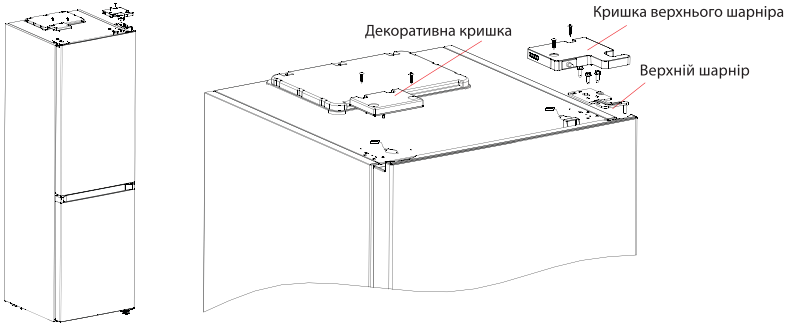 Кришка верхнього шарніра
Декоративна кришка
Верхній шарнір